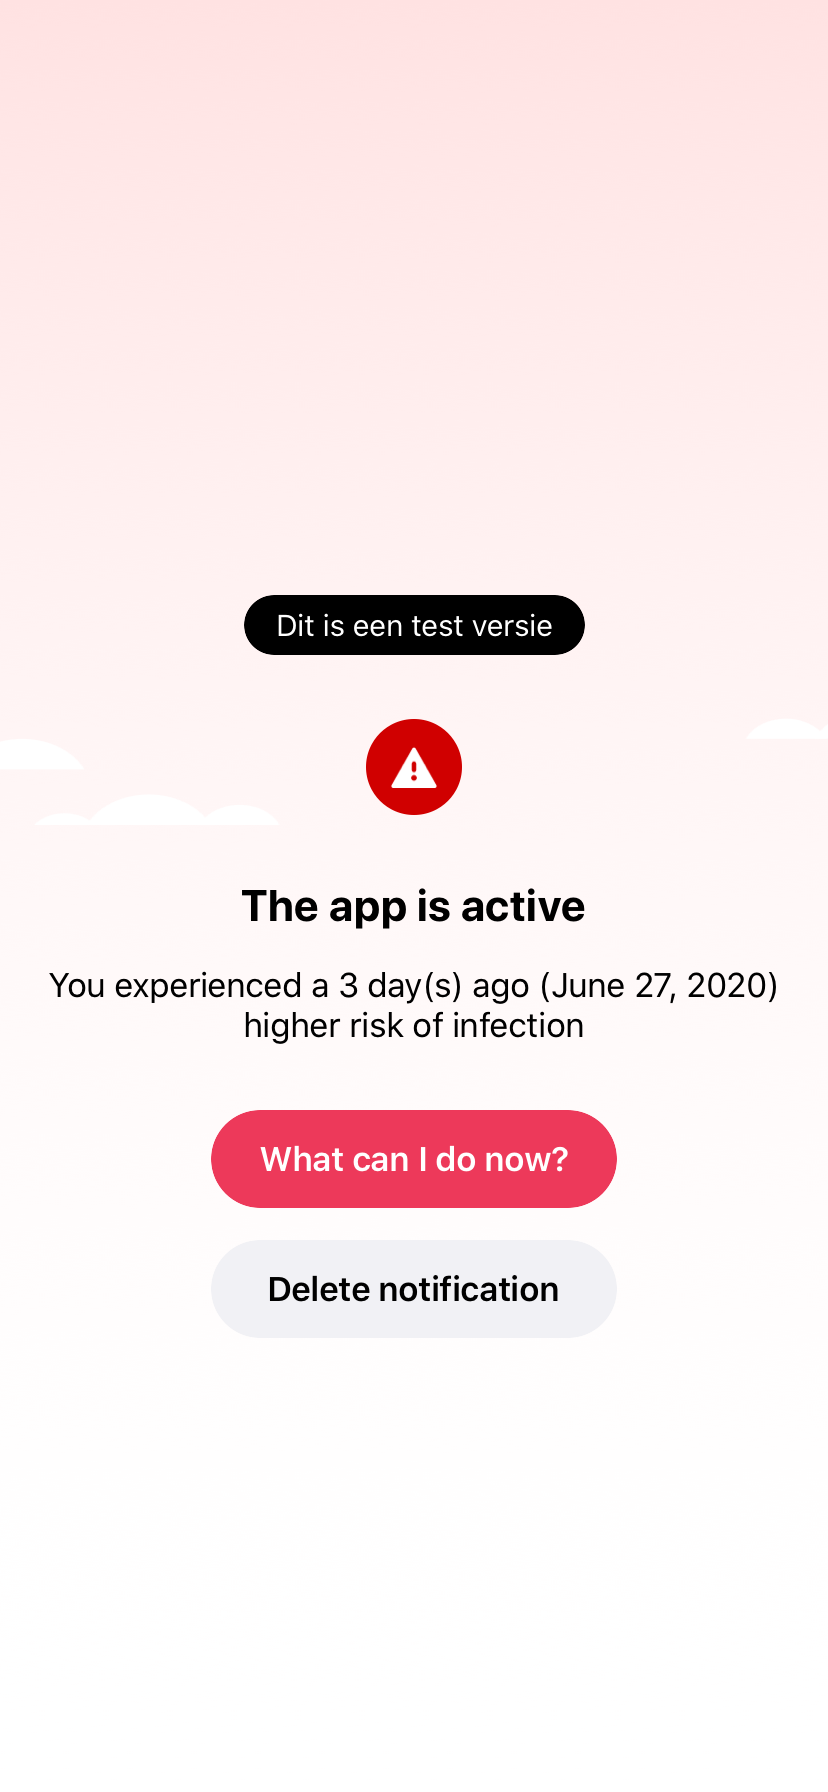 Dit is een test versie
The app is active
You experienced a 3 day(s) ago (June 27, 2020)
higher risk of infection
What can I do now?
Delete notification